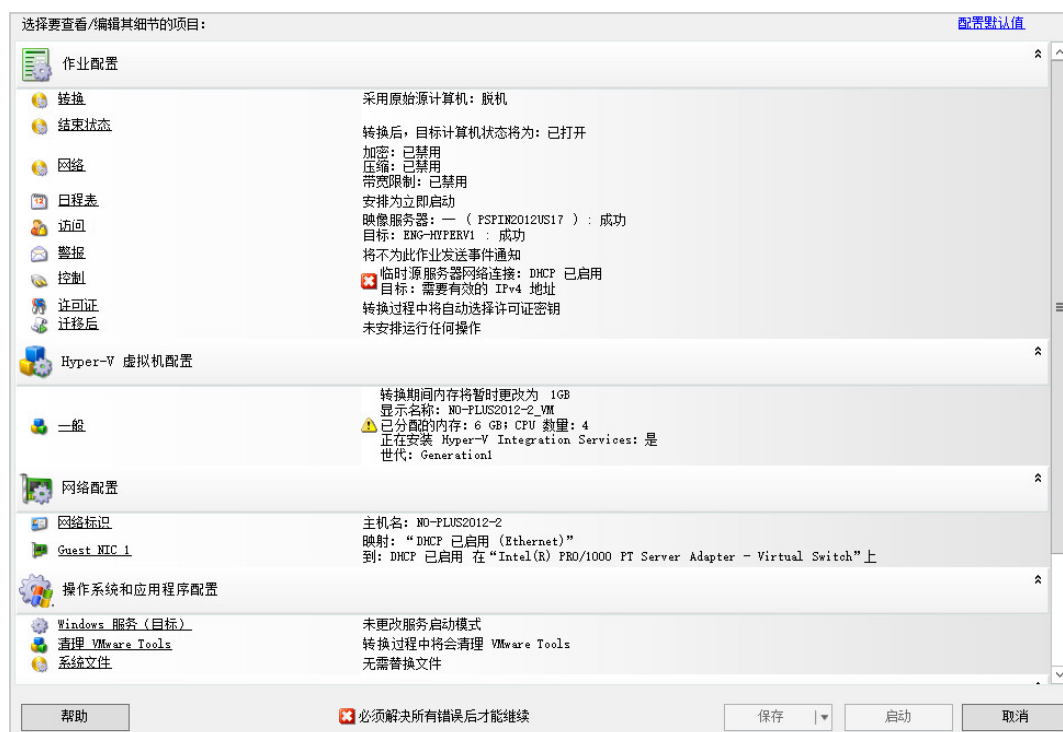 选择要查看/编辑其细节的项目:
配置默认值
作业配置
转换
采用原始源计算机: 脱机
结束状态
转换后, 目标计算机状态将为: 已打开
网络
加密: 已禁用
压缩: 已禁用
带宽限制: 已禁用
日程表
安排为立即启动
访问
映像服务器: 一 ( PSPIN2012US17 ) : 成功
目标: ENG-HYPERV1 : 成功
警报
将不为此作业发送事件通知
控制
临时源服务器网络连接: DHCP 已启用
目标: 需要有效的 IPv4 地址
许可证
转换过程中将自动选择许可证密钥
迁移后
未安排运行任何操作
Hyper-V 虚拟机配置
一般
转换期间内存将暂时更改为 1GB
显示名称: NO-PLUS2012-2_VM
已分配的内存: 6 GB; CPU 数量: 4
正在安装 Hyper-V Integration Services: 是
世代: Generation1
网络配置
网络标识
主机名: NO-PLUS2012-2
Guest NIC 1
映射: “DHCP 已启用 (Ethernet)”
到: DHCP 已启用 在“Intel(R) PRO/1000 PT Server Adapter - Virtual Switch”上
操作系统和应用程序配置
Windows 服务(目标)
未更改服务启动模式
清理 VMware Tools
转换过程中将会清理 VMware Tools
系统文件
无需替换文件
帮助
必须解决所有错误后才能继续
保存
启动
取消